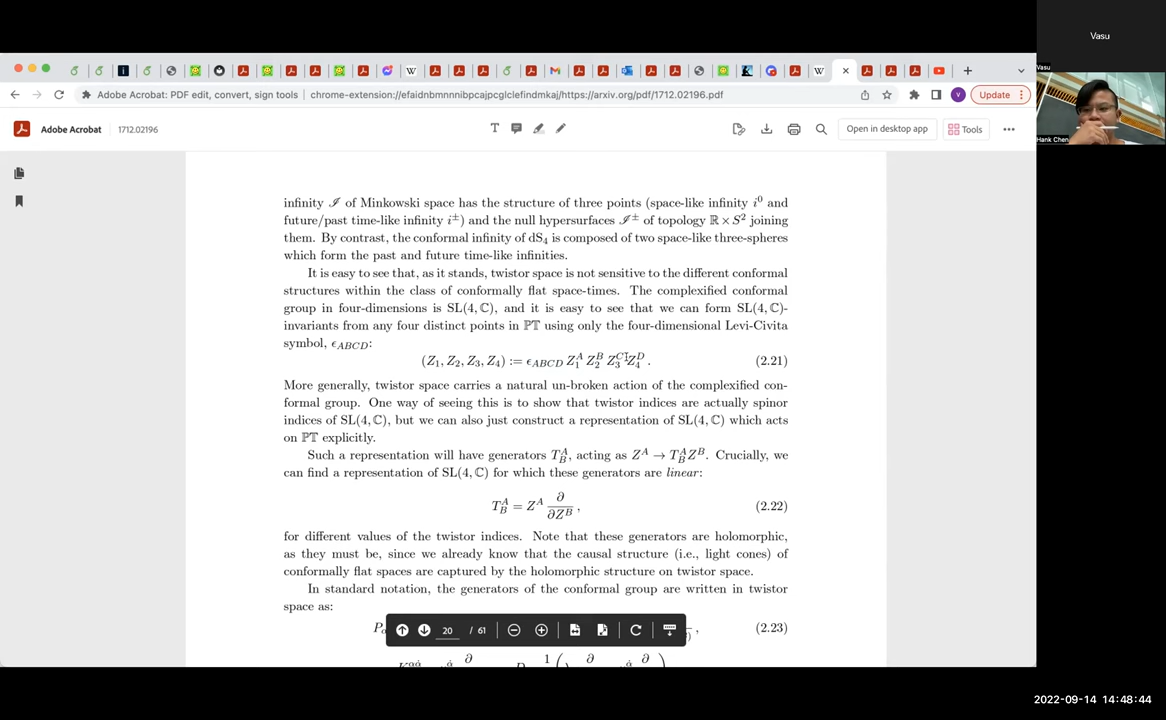 Vasu
Vasu
Adobe Acrobat: PDF edit, convert, sign tools | chrome-extension://efaidnbmnnnibpcajpcglclefindmkaj/https://arxiv.org/pdf/1712.02196.pdf
Update
Adobe Acrobat 1712.02196
Open in desktop app
Tools
Hank Chen
infinity ℐ of Minkowski space has the structure of three points (space-like infinity i⁰ and
future/past time-like infinity i±) and the null hypersurfaces ℐ± of topology ℝ × S² joining
them. By contrast, the conformal infinity of dS₄ is composed of two space-like three-spheres
which form the past and future time-like infinities.
It is easy to see that, as it stands, twistor space is not sensitive to the different conformal
structures within the class of conformally flat space-times. The complexified conformal
group in four-dimensions is SL(4, ℂ), and it is easy to see that we can form SL(4, ℂ)-
invariants from any four distinct points in ℙ𝕋 using only the four-dimensional Levi-Civita
symbol, ϵ_{ABCD}:
(Z₁, Z₂, Z₃, Z₄) := ϵ_{ABCD} Z₁^A Z₂^B Z₃^C Z₄^D . (2.21)
More generally, twistor space carries a natural un-broken action of the complexified con-
formal group. One way of seeing this is to show that twistor indices are actually spinor
indices of SL(4, ℂ), but we can also just construct a representation of SL(4, ℂ) which acts
on ℙ𝕋 explicitly.
Such a representation will have generators T^A_B, acting as Z^A → T^A_B Z^B. Crucially, we
can find a representation of SL(4, ℂ) for which these generators are linear:
T^A_B = Z^A ∂/∂Z^B , (2.22)
for different values of the twistor indices. Note that these generators are holomorphic,
as they must be, since we already know that the causal structure (i.e., light cones) of
conformally flat spaces are captured by the holomorphic structure on twistor space.
In standard notation, the generators of the conformal group are written in twistor
space as:
20 / 61
, (2.23)
2022-09-14 14:48:44